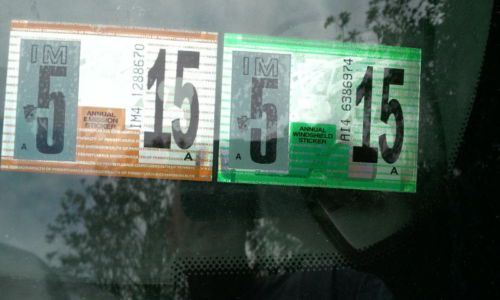 IM
5
A
ANNUAL
EMISSION
STICKER
IM4 1288670
15
A
IM
5
A
ANNUAL
WINDSHIELD
STICKER
AI4 6386974
15
A